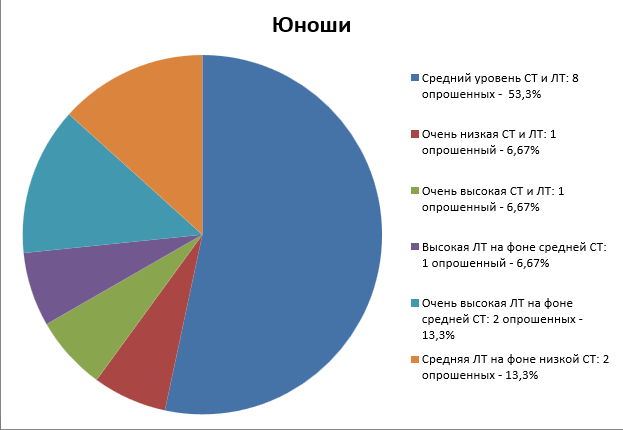 Юноши
Средний уровень СТ и ЛТ: 8
опрошенных -  53,3%
Очень низкая СТ и ЛТ: 1
опрошенный - 6,67%
Очень высокая СТ и ЛТ: 1
опрошенный - 6,67%
Высокая ЛТ на фоне средней СТ:
1 опрошенный - 6,67%
Очень высокая ЛТ на фоне
средней СТ: 2 опрошенных -
13,3%
Средняя ЛТ на фоне низкой СТ: 2
опрошенных - 13,3%